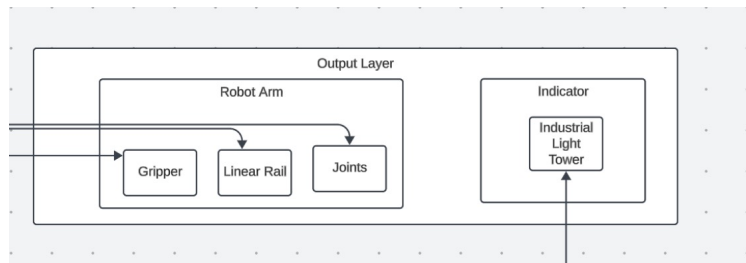 Output Layer
Robot Arm
Indicator
Industrial
Light
Tower
Gripper
Linear Rail
Joints